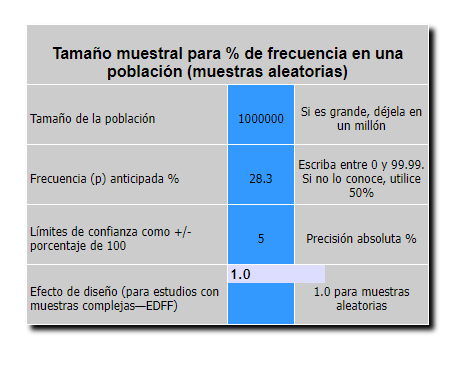 Tamaño muestral para % de frecuencia en una
población (muestras aleatorias)
Tamaño de la población
1000000
Si es grande, déjela en
un millón
Frecuencia (p) anticipada %
28.3
Escriba entre 0 y 99.99.
Si no lo conoce, utilice
50%
Límites de confianza como +/-
porcentaje de 100
5
Precisión absoluta %
Efecto de diseño (para estudios con
muestras complejas—EDFF)
1.0
1.0 para muestras
aleatorias